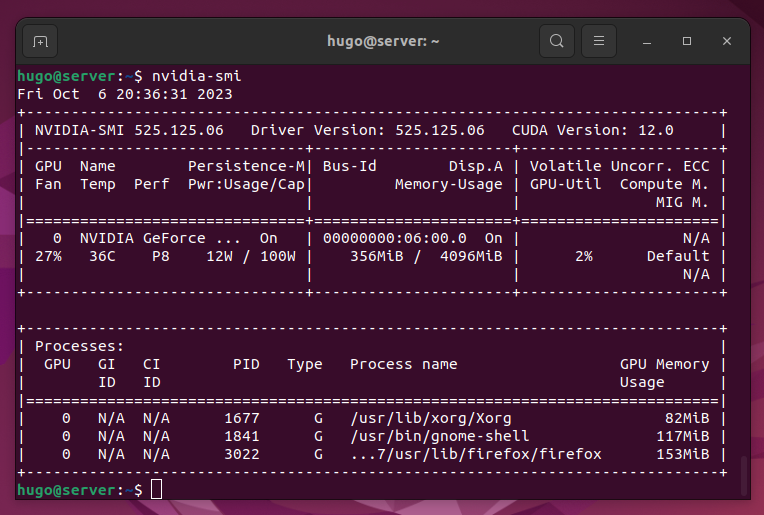 hugo@server: ~
hugo@server:~$ nvidia-smi
Fri Oct  6 20:36:31 2023
+-----------------------------------------------------------------------------+
| NVIDIA-SMI 525.125.06   Driver Version: 525.125.06   CUDA Version: 12.0     |
|-------------------------------+----------------------+----------------------+
| GPU  Name        Persistence-M| Bus-Id        Disp.A | Volatile Uncorr. ECC |
| Fan  Temp  Perf  Pwr:Usage/Cap|         Memory-Usage | GPU-Util  Compute M. |
|                               |                      |               MIG M. |
|===============================+======================+======================|
|   0  NVIDIA GeForce ...  On   | 00000000:06:00.0  On |                  N/A |
| 27%   36C    P8    12W / 100W |    356MiB /  4096MiB |      2%      Default |
|                               |                      |                  N/A |
+-------------------------------+----------------------+----------------------+

+-----------------------------------------------------------------------------+
| Processes:                                                                  |
|  GPU   GI   CI        PID   Type   Process name                  GPU Memory |
|        ID   ID                                                   Usage      |
|=============================================================================|
|    0   N/A  N/A      1677      G   /usr/lib/xorg/Xorg                 82MiB |
|    0   N/A  N/A      1841      G   /usr/bin/gnome-shell              117MiB |
|    0   N/A  N/A      3022      G   ...7/usr/lib/firefox/firefox      153MiB |
+-----------------------------------------------------------------------------+
hugo@server:~$